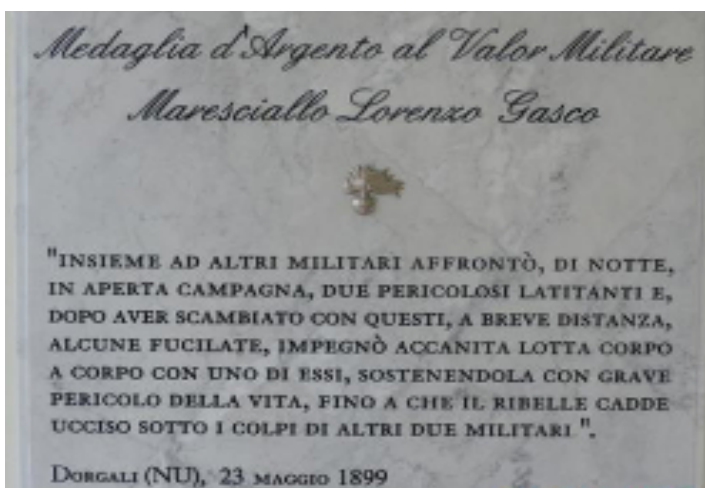 Medaglia d'Argento al Valor Militare
Maresciallo Lorenzo Gasco
"INSIEME AD ALTRI MILITARI AFFRONTÒ, DI NOTTE,
IN APERTA CAMPAGNA, DUE PERICOLOSI LATITANTI E,
DOPO AVER SCAMBIATO CON QUESTI, A BREVE DISTANZA,
ALCUNE FUCILATE, IMPEGNÒ ACCANITA LOTTA CORPO
A CORPO CON UNO DI ESSI, SOSTENENDOLA CON GRAVE
PERICOLO DELLA VITA, FINO A CHE IL RIBELLE CADDE
UCCISO SOTTO I COLPI DI ALTRI DUE MILITARI".
DORGALI (NU), 23 MAGGIO 1899